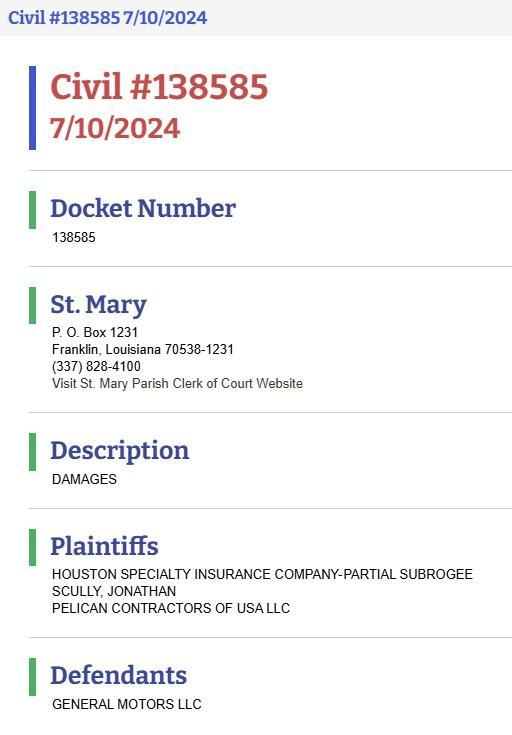 Civil #138585 7/10/2024
Civil #138585
7/10/2024
Docket Number
138585
St. Mary
P. O. Box 1231
Franklin, Louisiana 70538-1231
(337) 828-4100
Visit St. Mary Parish Clerk of Court Website
Description
DAMAGES
Plaintiffs
HOUSTON SPECIALTY INSURANCE COMPANY-PARTIAL SUBROGEE
SCULLY, JONATHAN
PELICAN CONTRACTORS OF USA LLC
Defendants
GENERAL MOTORS LLC